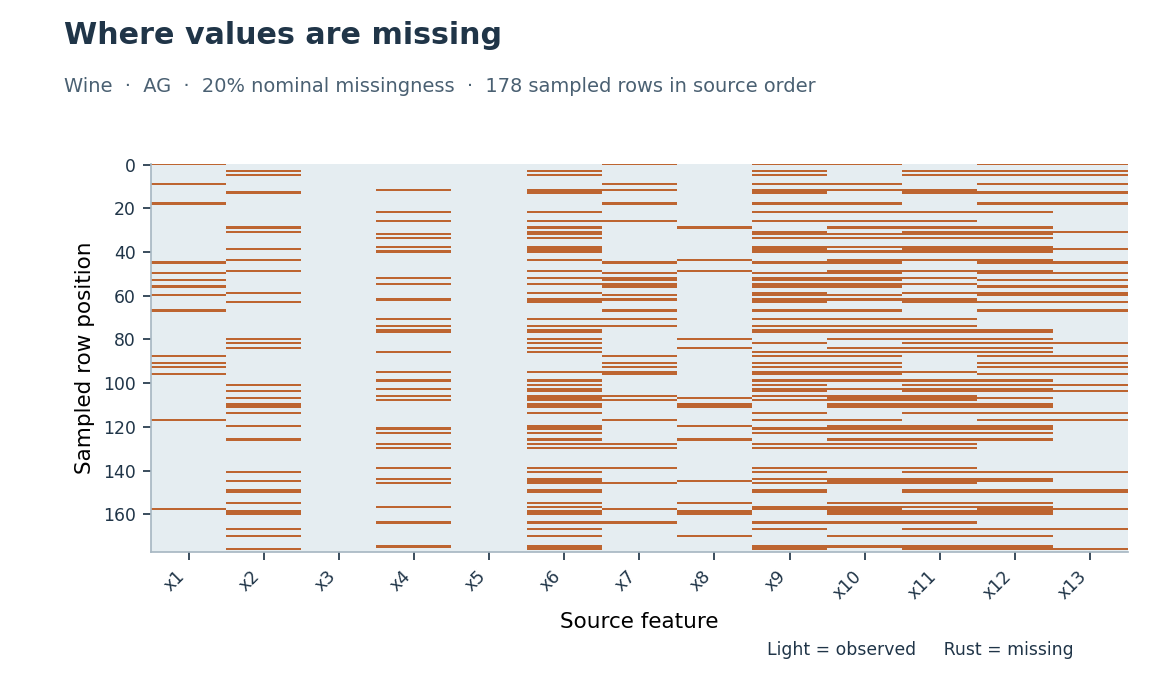 Where values are missing
Wine · AG · 20% nominal missingness · 178 sampled rows in source order
0
20
40
60
80
100
120
140
160
Sampled row position
x1 x2 x3 x4 x5 x6 x7 x8 x9 x10 x11 x12 x13
Source feature
Light = observed Rust = missing